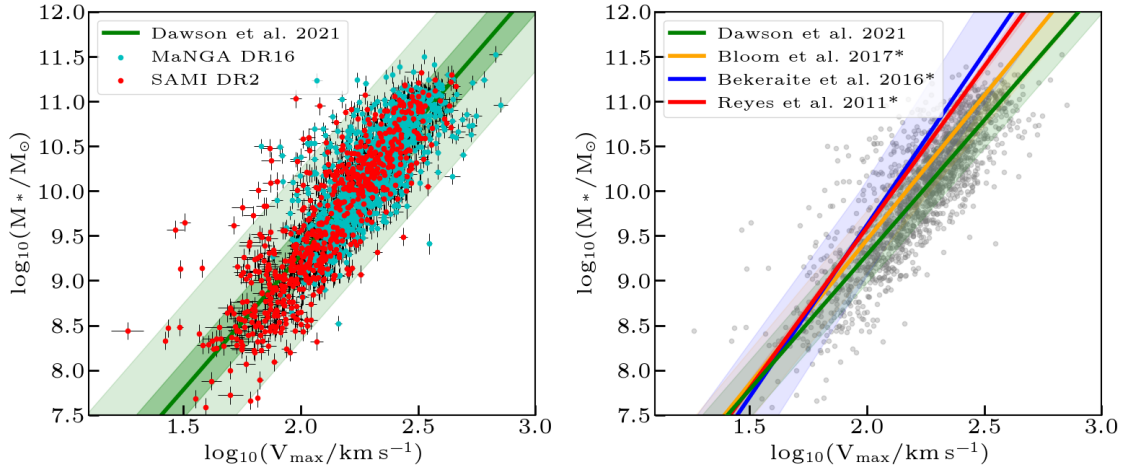 12.0
11.5
11.0
10.5
10.0
9.5
9.0
8.5
8.0
7.5
log₁₀(M∗/M⊙)
Dawson et al. 2021
MaNGA DR16
SAMI DR2
1.5 2.0 2.5 3.0
log₁₀(Vmax/km s⁻¹)
12.0
11.5
11.0
10.5
10.0
9.5
9.0
8.5
8.0
7.5
log₁₀(M∗/M⊙)
Dawson et al. 2021
Bloom et al. 2017*
Bekeraite et al. 2016*
Reyes et al. 2011*
1.5 2.0 2.5 3.0
log₁₀(Vmax/km s⁻¹)